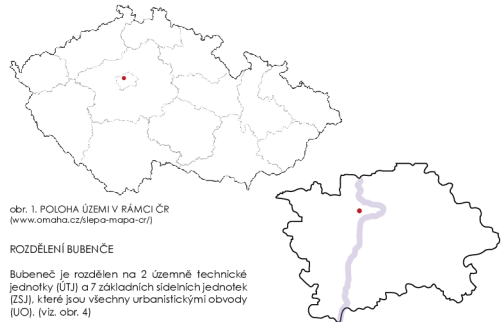 obr. 1. POLOHA ÚZEMI V RÁMCI ČR
(www.omaha.cz/slepa-mapa-cr/)
ROZDĚLENÍ BUBENČE
Bubeneč je rozdělen na 2 územně technické
jednotky (ÚTJ) a 7 základních sídelních jednotek
(ZSJ), které jsou všechny urbanistickými obvody
(UO). (viz. obr. 4)